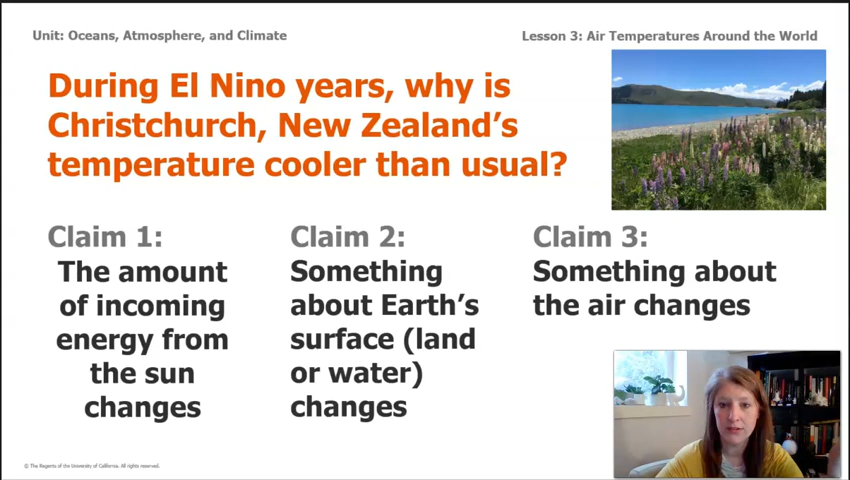 Unit: Oceans, Atmosphere, and Climate
Lesson 3: Air Temperatures Around the World
During El Nino years, why is
Christchurch, New Zealand's
temperature cooler than usual?
Claim 1:
The amount
of incoming
energy from
the sun
changes
Claim 2:
Something
about Earth's
surface (land
or water)
changes
Claim 3:
Something about
the air changes
© The Regents of the University of California. All rights reserved.